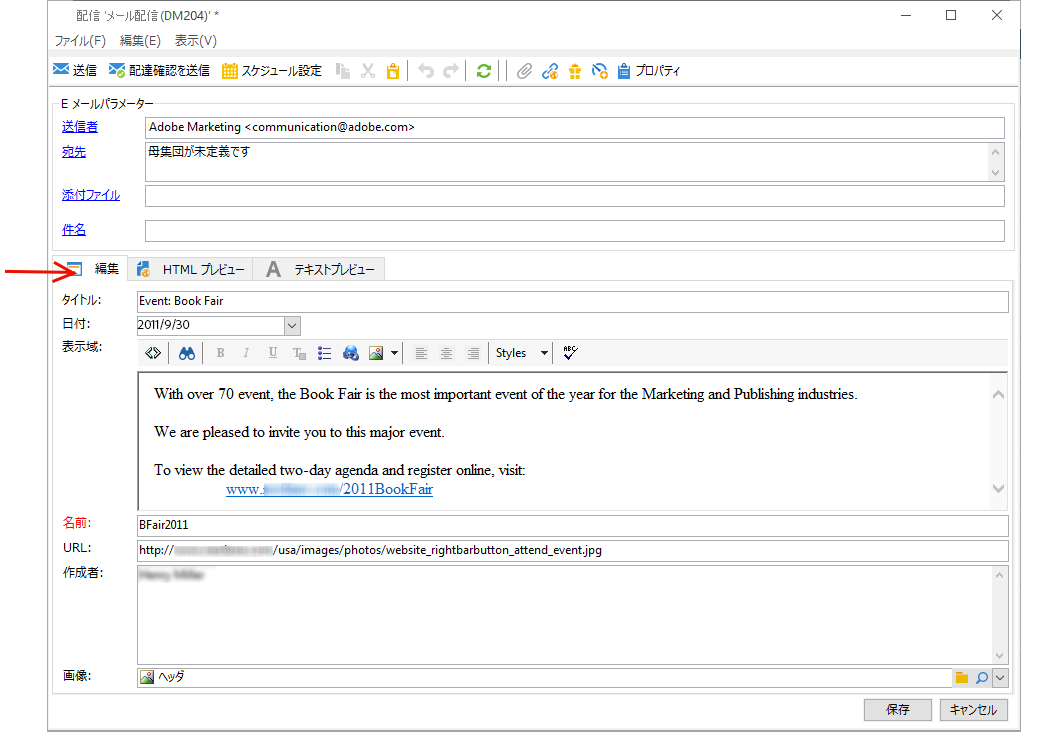 配信 'メール配信 (DM204)' *
ファイル(F) 編集(E) 表示(V)
送信 配達確認を送信 スケジュール設定 プロパティ
E メールパラメーター
送信者 Adobe Marketing <communication@adobe.com>
宛先 母集団が未定義です
添付ファイル
件名
編集 HTML プレビュー A テキストプレビュー
タイトル: Event: Book Fair
日付: 2011/9/30
表示域: B I U T Styles ABC
With over 70 event, the Book Fair is the most important event of the year for the Marketing and Publishing industries.
We are pleased to invite you to this major event.
To view the detailed two-day agenda and register online, visit:
www. /2011BookFair
名前: BFair2011
URL: http:// /usa/images/photos/website_rightbarbutton_attend_event.jpg
作成者:
画像: ヘッダ
保存 キャンセル